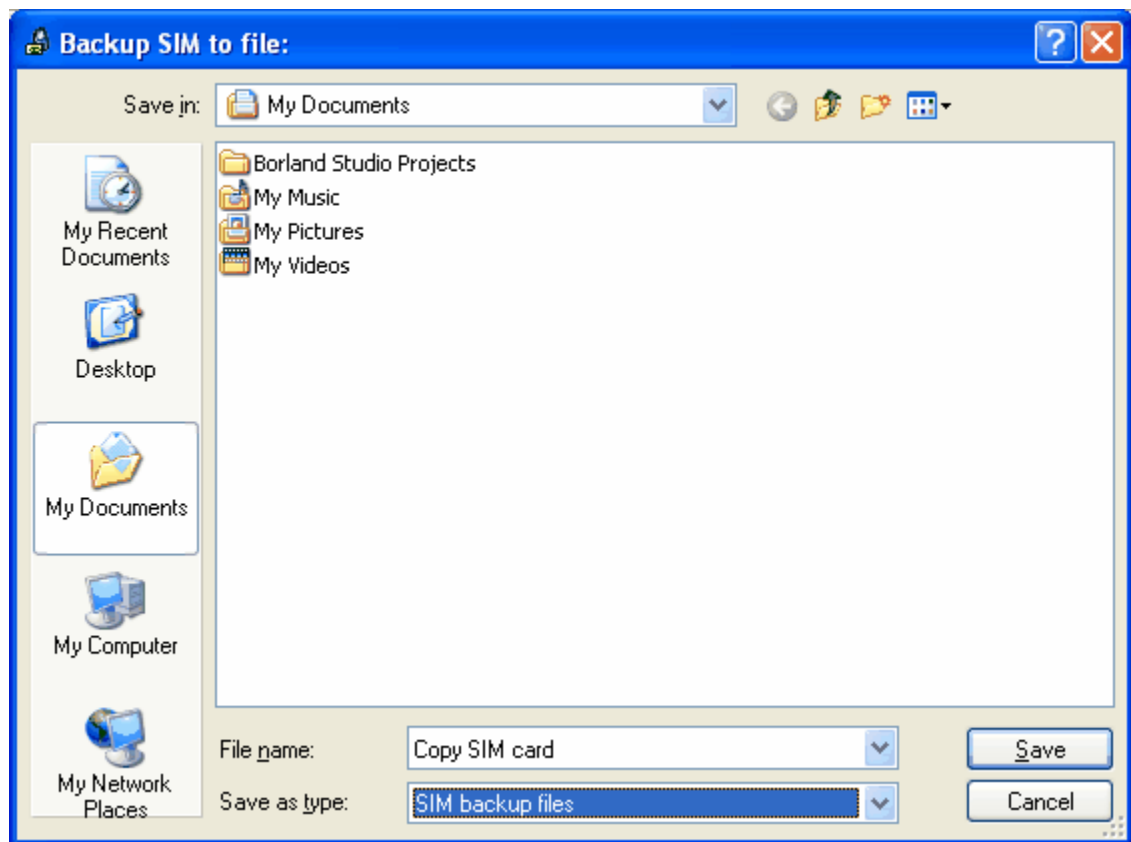 Backup SIM to file:
Save in: My Documents
My Recent
Documents
Desktop
My Documents
My Computer
My Network
Places
Borland Studio Projects
My Music
My Pictures
My Videos
File name: Copy SIM card Save
Save as type: SIM backup files Cancel